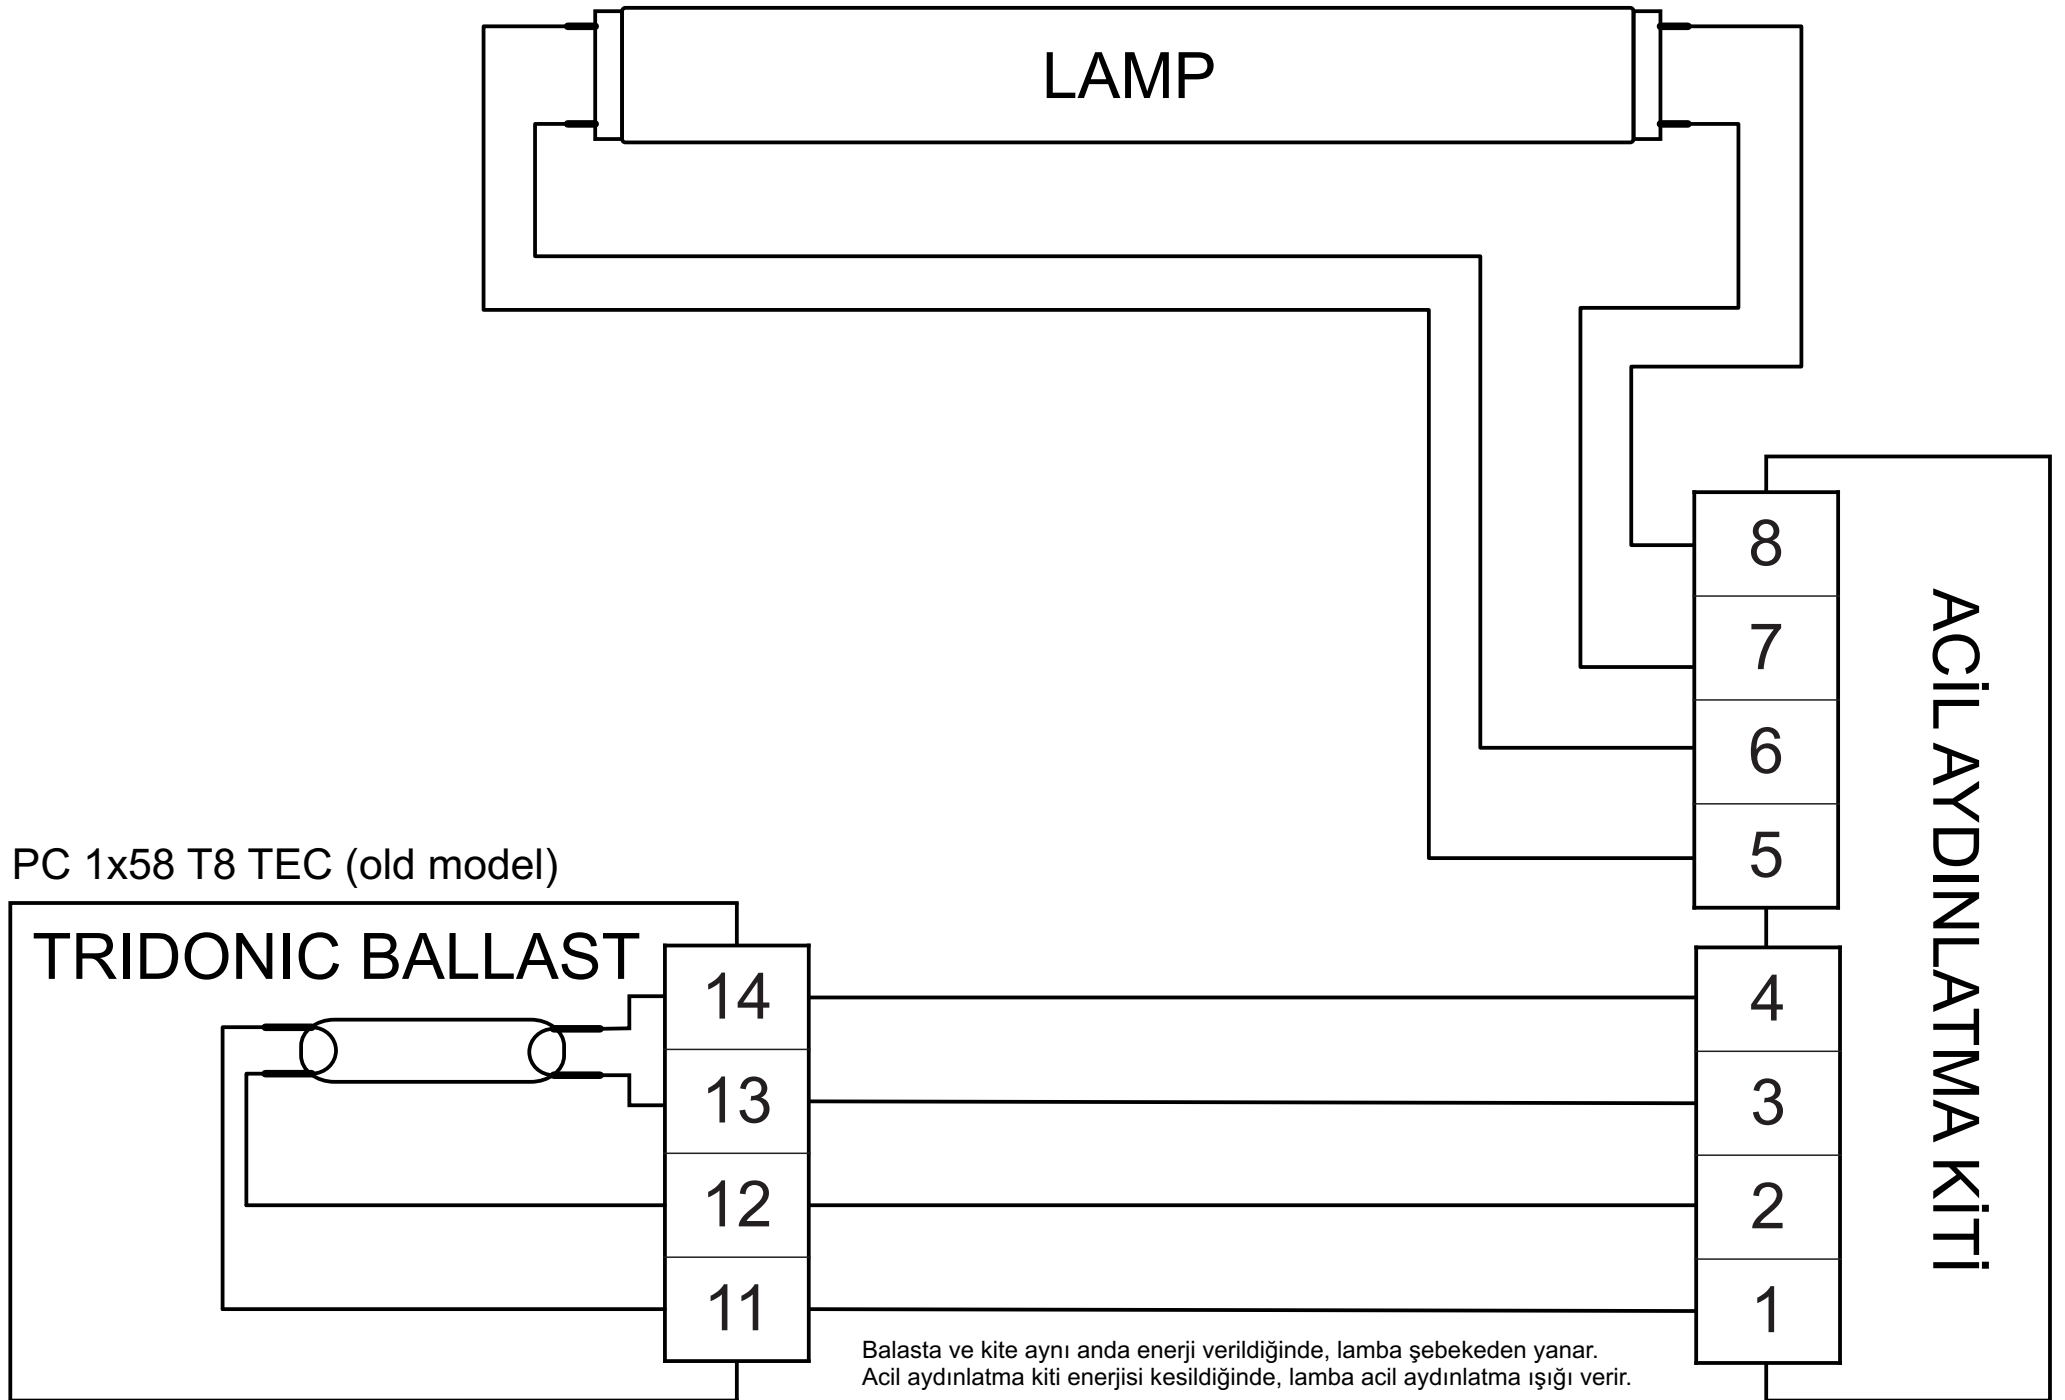 LAMP
8
7
6
5
ACİL AYDINLATMA KİTİ
PC 1x58 T8 TEC (old model)
TRIDONIC BALLAST
14
13
12
11
4
3
2
1
Balasta ve kite aynı anda enerji verildiğinde, lamba şebekeden yanar.
Acil aydınlatma kiti enerjisi kesildiğinde, lamba acil aydınlatma ışığı verir.